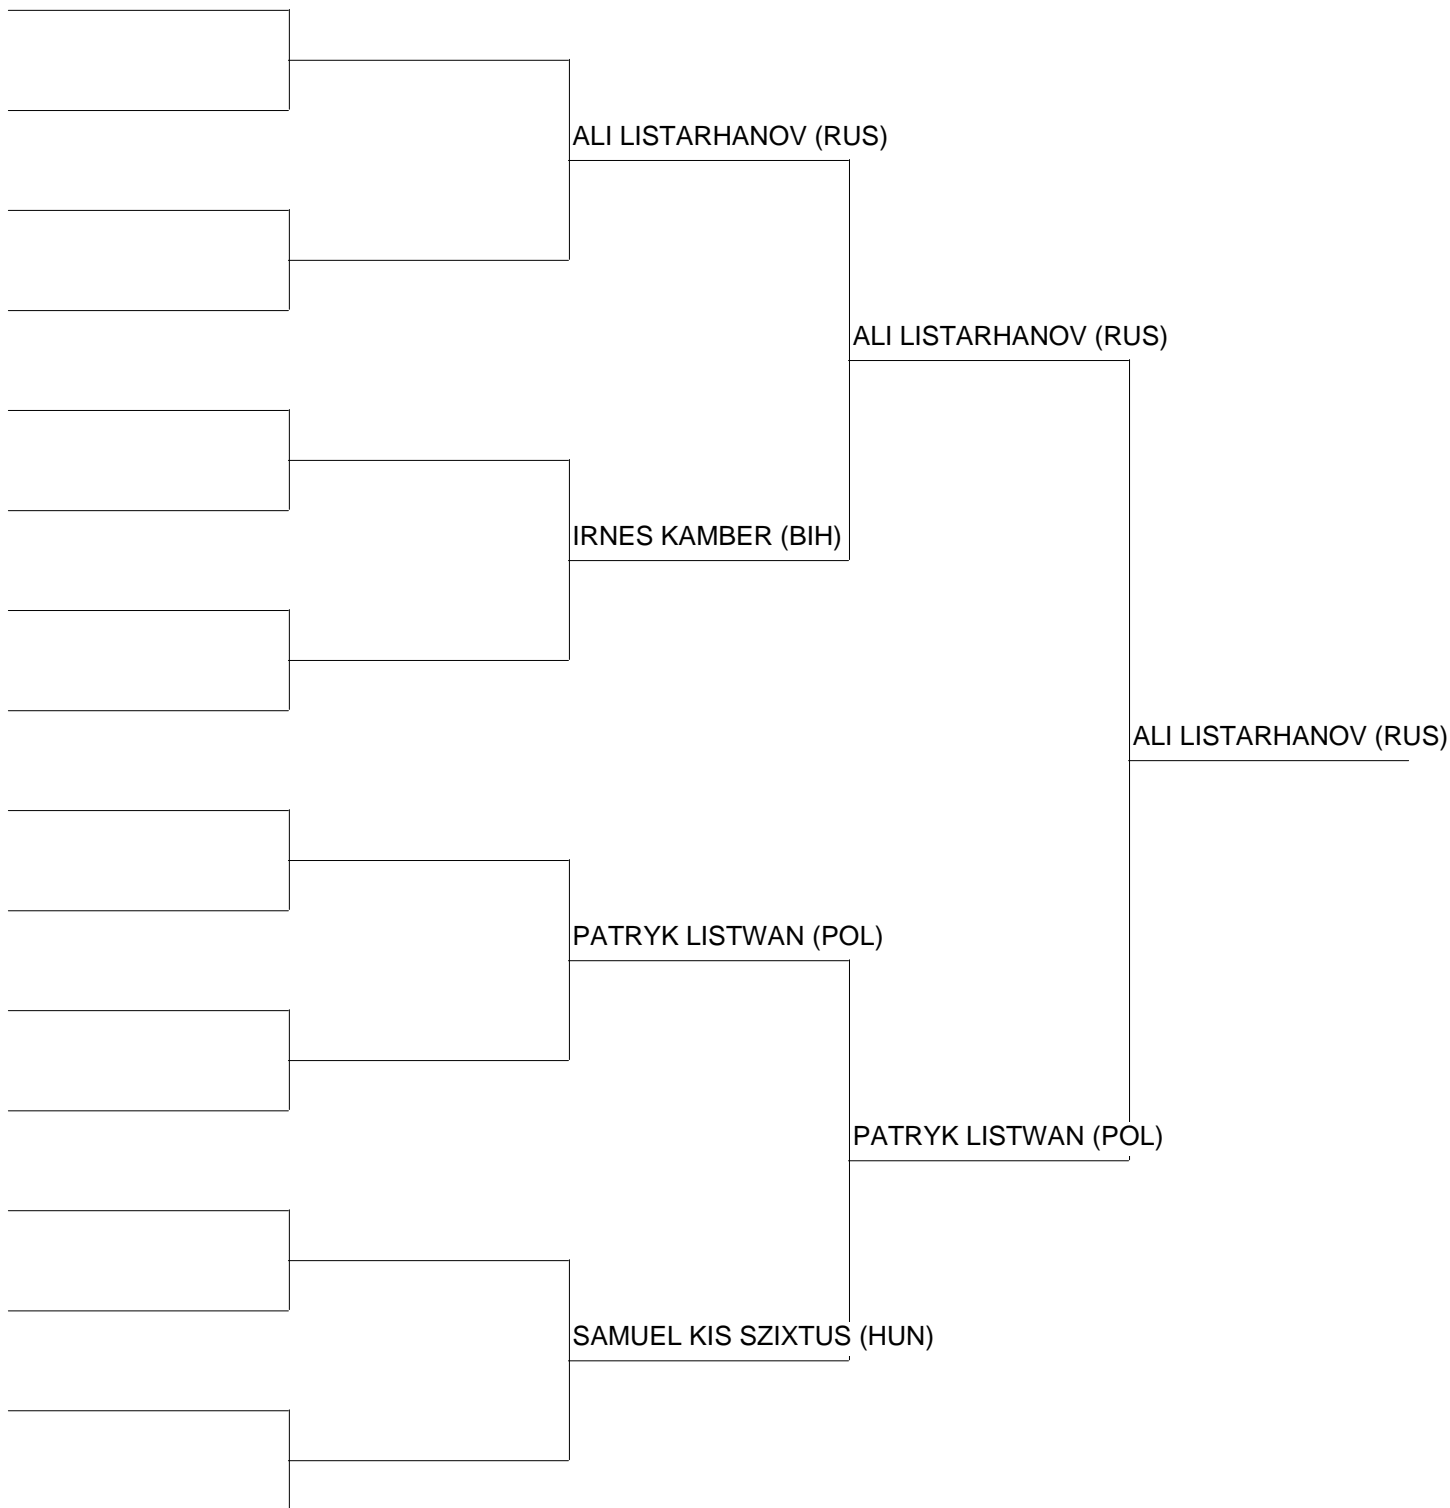 ALI LISTARHANOV (RUS)
ALI LISTARHANOV (RUS)
IRNES KAMBER (BIH)
ALI LISTARHANOV (RUS)
PATRYK LISTWAN (POL)
PATRYK LISTWAN (POL)
SAMUEL KIS SZIXTUS (HUN)